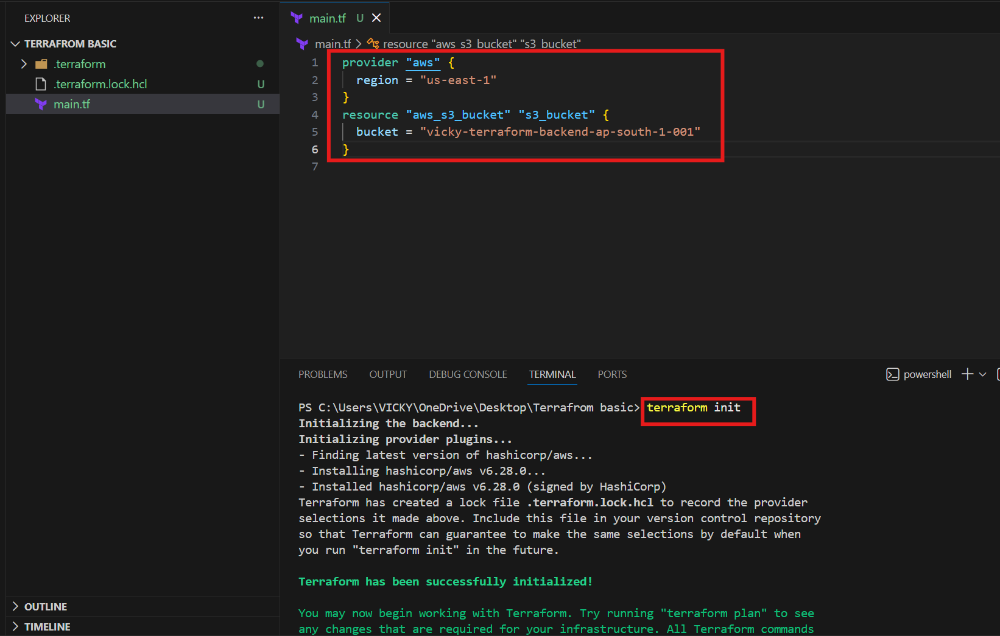 EXPLORER
TERRAFROM BASIC
.terraform
.terraform.lock.hcl U
main.tf U
OUTLINE
TIMELINE
main.tf U
main.tf > resource "aws_s3_bucket" "s3_bucket"
1 provider "aws" {
2 region = "us-east-1"
3 }
4 resource "aws_s3_bucket" "s3_bucket" {
5 bucket = "vicky-terraform-backend-ap-south-1-001"
6 }
7
PROBLEMS OUTPUT DEBUG CONSOLE TERMINAL PORTS powershell
PS C:\Users\VICKY\OneDrive\Desktop\Terrafrom basic> terraform init
Initializing the backend...
Initializing provider plugins...
- Finding latest version of hashicorp/aws...
- Installing hashicorp/aws v6.28.0...
- Installed hashicorp/aws v6.28.0 (signed by HashiCorp)
Terraform has created a lock file .terraform.lock.hcl to record the provider
selections it made above. Include this file in your version control repository
so that Terraform can guarantee to make the same selections by default when
you run "terraform init" in the future.
Terraform has been successfully initialized!
You may now begin working with Terraform. Try running "terraform plan" to see
any changes that are required for your infrastructure. All Terraform commands